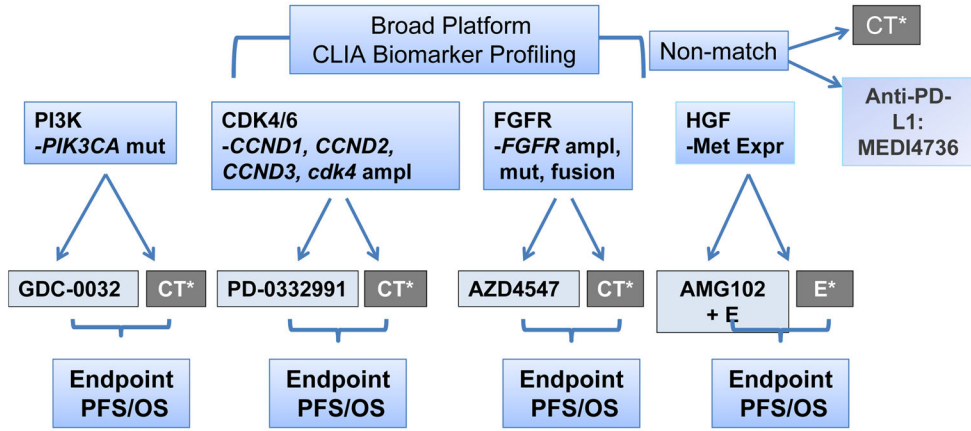 Broad Platform
CLIA Biomarker Profiling
Non-match
CT*
Anti-PD-
L1:
MEDI4736
PI3K
-PIK3CA mut
CDK4/6
-CCND1, CCND2,
CCND3, cdk4 ampl
FGFR
-FGFR ampl,
mut, fusion
HGF
-Met Expr
GDC-0032
CT*
PD-0332991
CT*
AZD4547
CT*
AMG102
+ E
E*
Endpoint
PFS/OS
Endpoint
PFS/OS
Endpoint
PFS/OS
Endpoint
PFS/OS